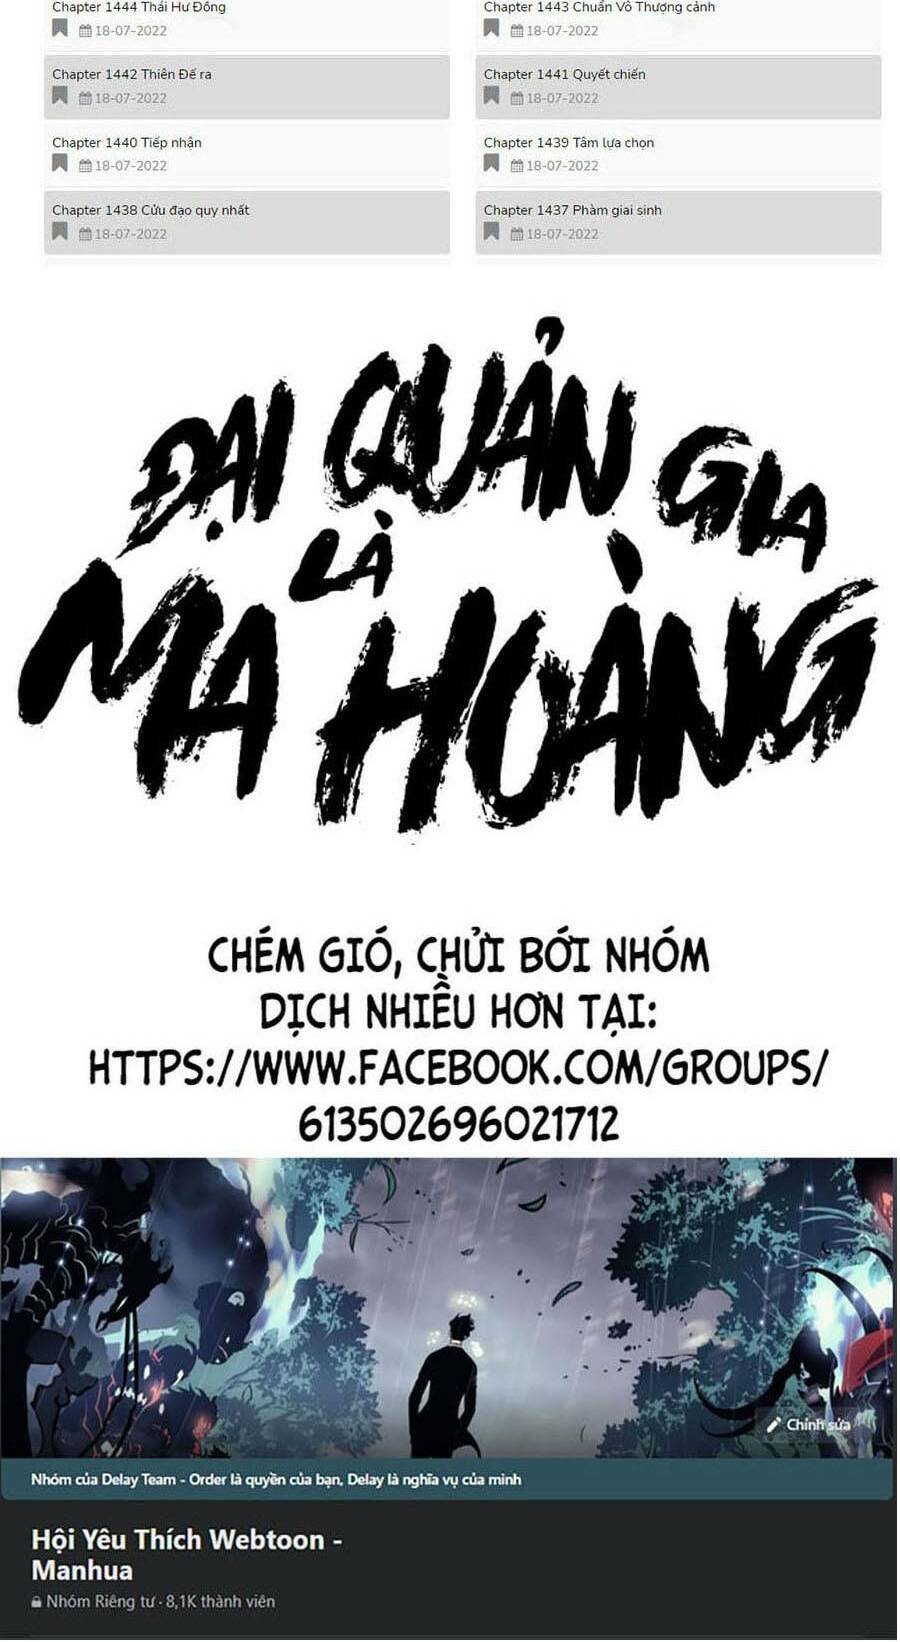 Chapter 1444 Thái Hư Đồng
Chapter 1443 Chuẩn Vô Thượng cảnh
18-07-2022
18-07-2022
Chapter 1442 Thiên Đế ra
Chapter 1441 Quyết chiến
18-07-2022
18-07-2022
Chapter 1440 Tiếp nhận
Chapter 1439 Tâm lựa chọn
18-07-2022
18-07-2022
Chapter 1438 Cửu đạo quy nhất
Chapter 1437 Phàm giai sinh
18-07-2022
18-07-2022
ĐẠI QUẢN GIA
LÀ
MA HOÀNG
CHÉM GIÓ, CHỬI BỚI NHÓM
DỊCH NHIỀU HƠN TẠI:
HTTPS://WWW.FACEBOOK.COM/GROUPS/
613502696021712
Chỉnh sửa
Nhóm của Delay Team - Order là quyền của bạn, Delay là nghĩa vụ của mình
Hội Yêu Thích Webtoon -
Manhua
Nhóm Riêng tư · 8,1K thành viên